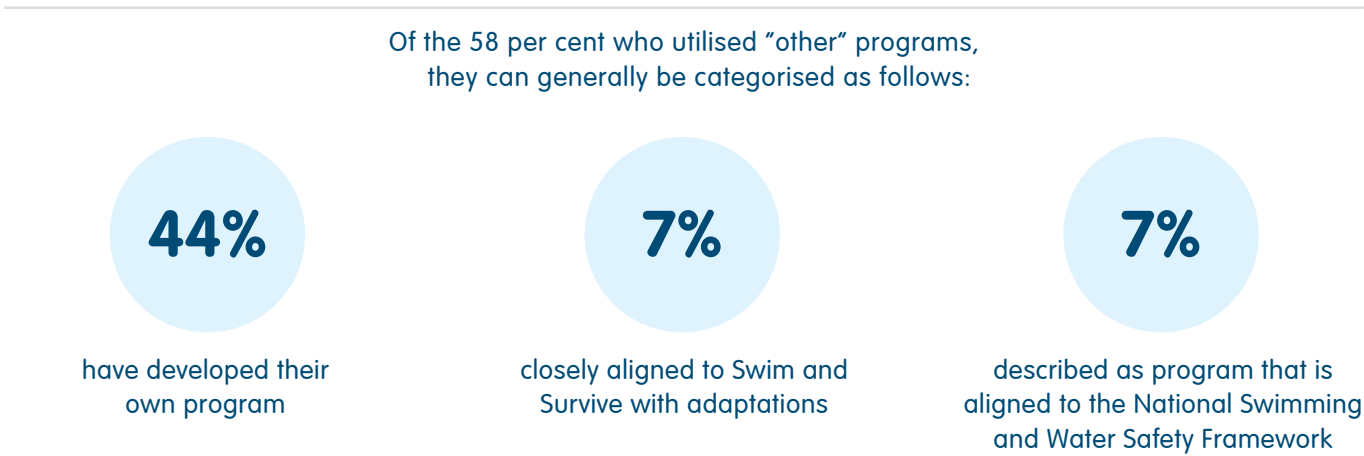 Of the 58 per cent who utilised “other” programs,
they can generally be categorised as follows:
44%
have developed their
own program
7%
closely aligned to Swim and
Survive with adaptations
7%
described as program that is
aligned to the National Swimming
and Water Safety Framework